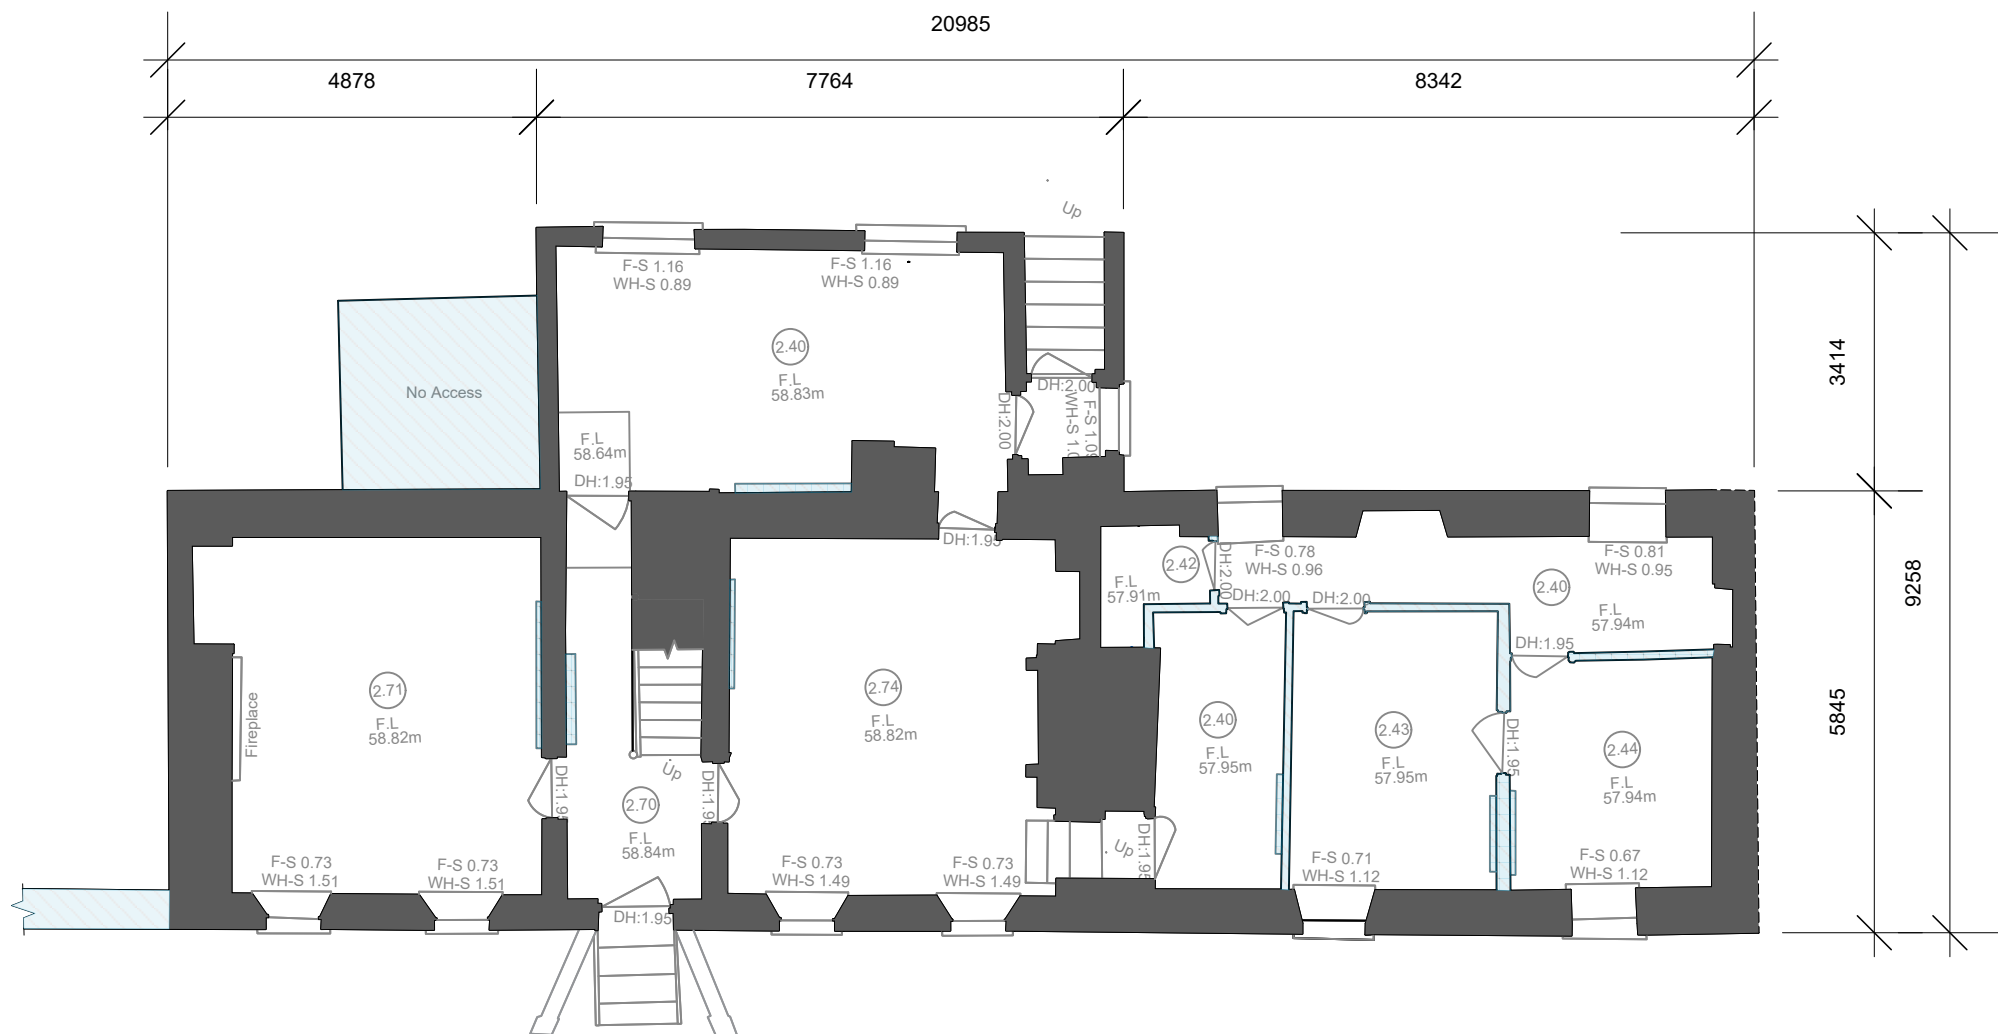 20985
4878
7764
8342
Up
F-S 1.16
WH-S 0.89
F-S 1.16
WH-S 0.89
2.40
F.L
58.83m
No Access
DH:2.00
DH:2.00
F-S 1.09
WH-S 1.0
3414
F.L
58.64m
DH:1.95
DH:1.95
F.L
57.91m
2.42
DH:2.00
F-S 0.78
WH-S 0.96
DH:2.00
DH:2.00
F-S 0.81
WH-S 0.95
2.40
F.L
57.94m
DH:1.95
9258
5845
Fireplace
2.71
F.L
58.82m
DH:1.95
Up
2.70
F.L
58.84m
DH:1.95
2.74
F.L
58.82m
2.40
F.L
57.95m
2.43
F.L
57.95m
DH:1.95
2.44
F.L
57.94m
Up
DH:1.95
F-S 0.73
WH-S 1.51
F-S 0.73
WH-S 1.51
F-S 0.73
WH-S 1.49
F-S 0.73
WH-S 1.49
F-S 0.71
WH-S 1.12
F-S 0.67
WH-S 1.12
DH:1.95